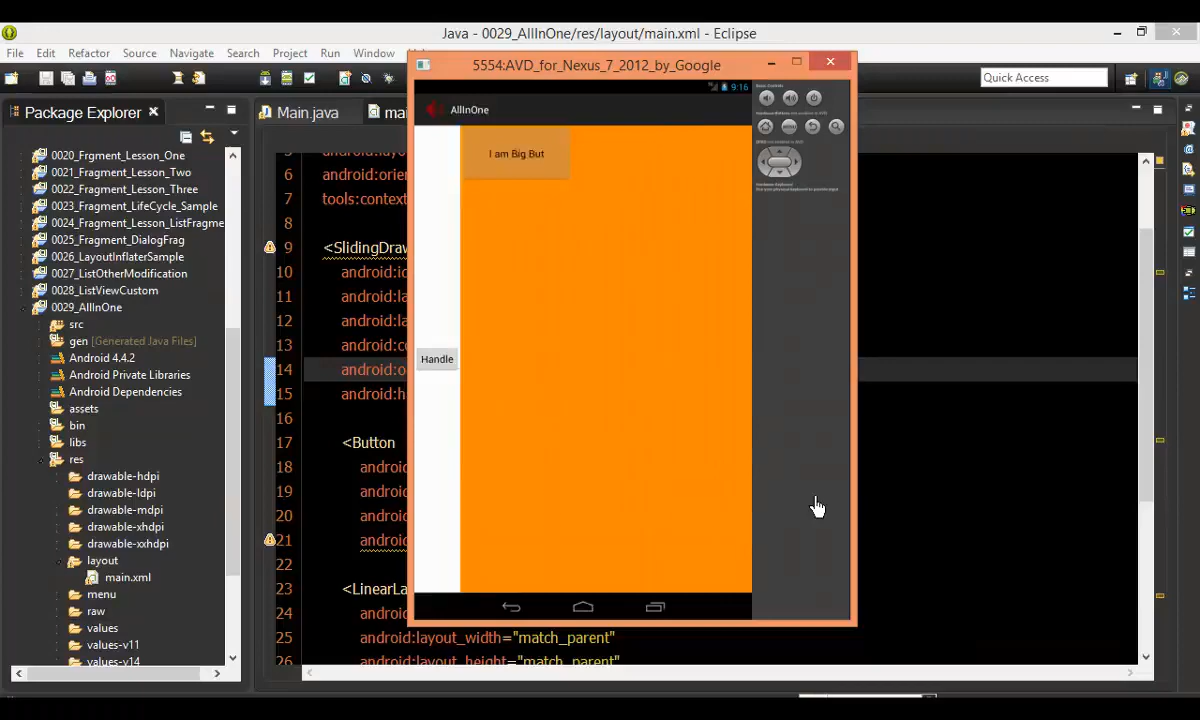 Java - 0029_AllInOne/res/layout/main.xml - Eclipse
File Edit Refactor Source Navigate Search Project Run Window
5554:AVD_for_Nexus_7_2012_by_Google
Quick Access
Package Explorer
Main.java
9:16
AllInOne
I am Big But
Handle
0020_Frgment_Lesson_One
0021_Fragment_Lesson_Two
0022_Fragment_Lesson_Three
0023_Fragment_LifeCycle_Sample
0024_Fragment_Lesson_ListFragme
0025_Fragment_DialogFrag
0026_LayoutInflaterSample
0027_ListOtherModification
0028_ListViewCustom
0029_AllInOne
src
gen [Generated Java Files]
Android 4.4.2
Android Private Libraries
Android Dependencies
assets
bin
libs
res
drawable-hdpi
drawable-ldpi
drawable-mdpi
drawable-xhdpi
drawable-xxhdpi
layout
main.xml
menu
raw
values
values-v11
values-v14
6 android:orien
7 tools:context
8
9 <SlidingDraw
10 android:id
11 android:la
12 android:la
13 android:co
14 android:o
15 android:h
16
17 <Button
18 android
19 android
20 android
21 android
22
23 <LinearLa
24 android
25 android:layout_width="match_parent"
26 android:layout_height="match_parent"